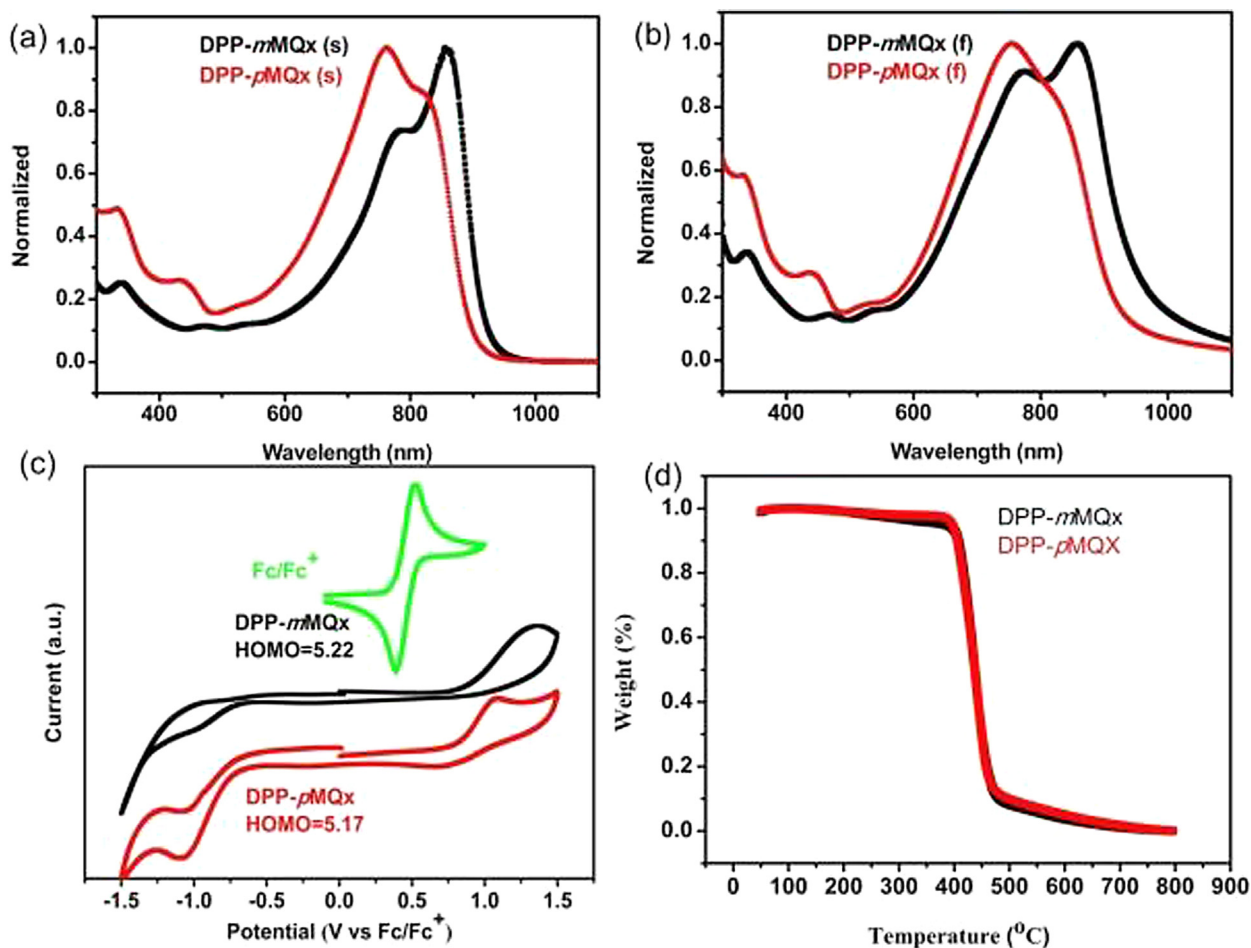 (a)
DPP-mMQx (s)
DPP-pMQx (s)
1.0
0.8
0.6
0.4
0.2
0.0
Normalized
400
600
800
1000
Wavelength (nm)
(b)
DPP-mMQx (f)
DPP-pMQx (f)
1.0
0.8
0.6
0.4
0.2
0.0
Normalized
400
600
800
1000
Wavelength (nm)
(c)
Fc/Fc+
DPP-mMQx
HOMO=5.22
DPP-pMQx
HOMO=5.17
Current (a.u.)
-1.5
-1.0
-0.5
0.0
0.5
1.0
1.5
Potential (V vs Fc/Fc+)
(d)
DPP-mMQx
DPP-pMQX
1.0
0.8
0.6
0.4
0.2
0.0
Weight (%)
0
100
200
300
400
500
600
700
800
900
Temperature (OC)